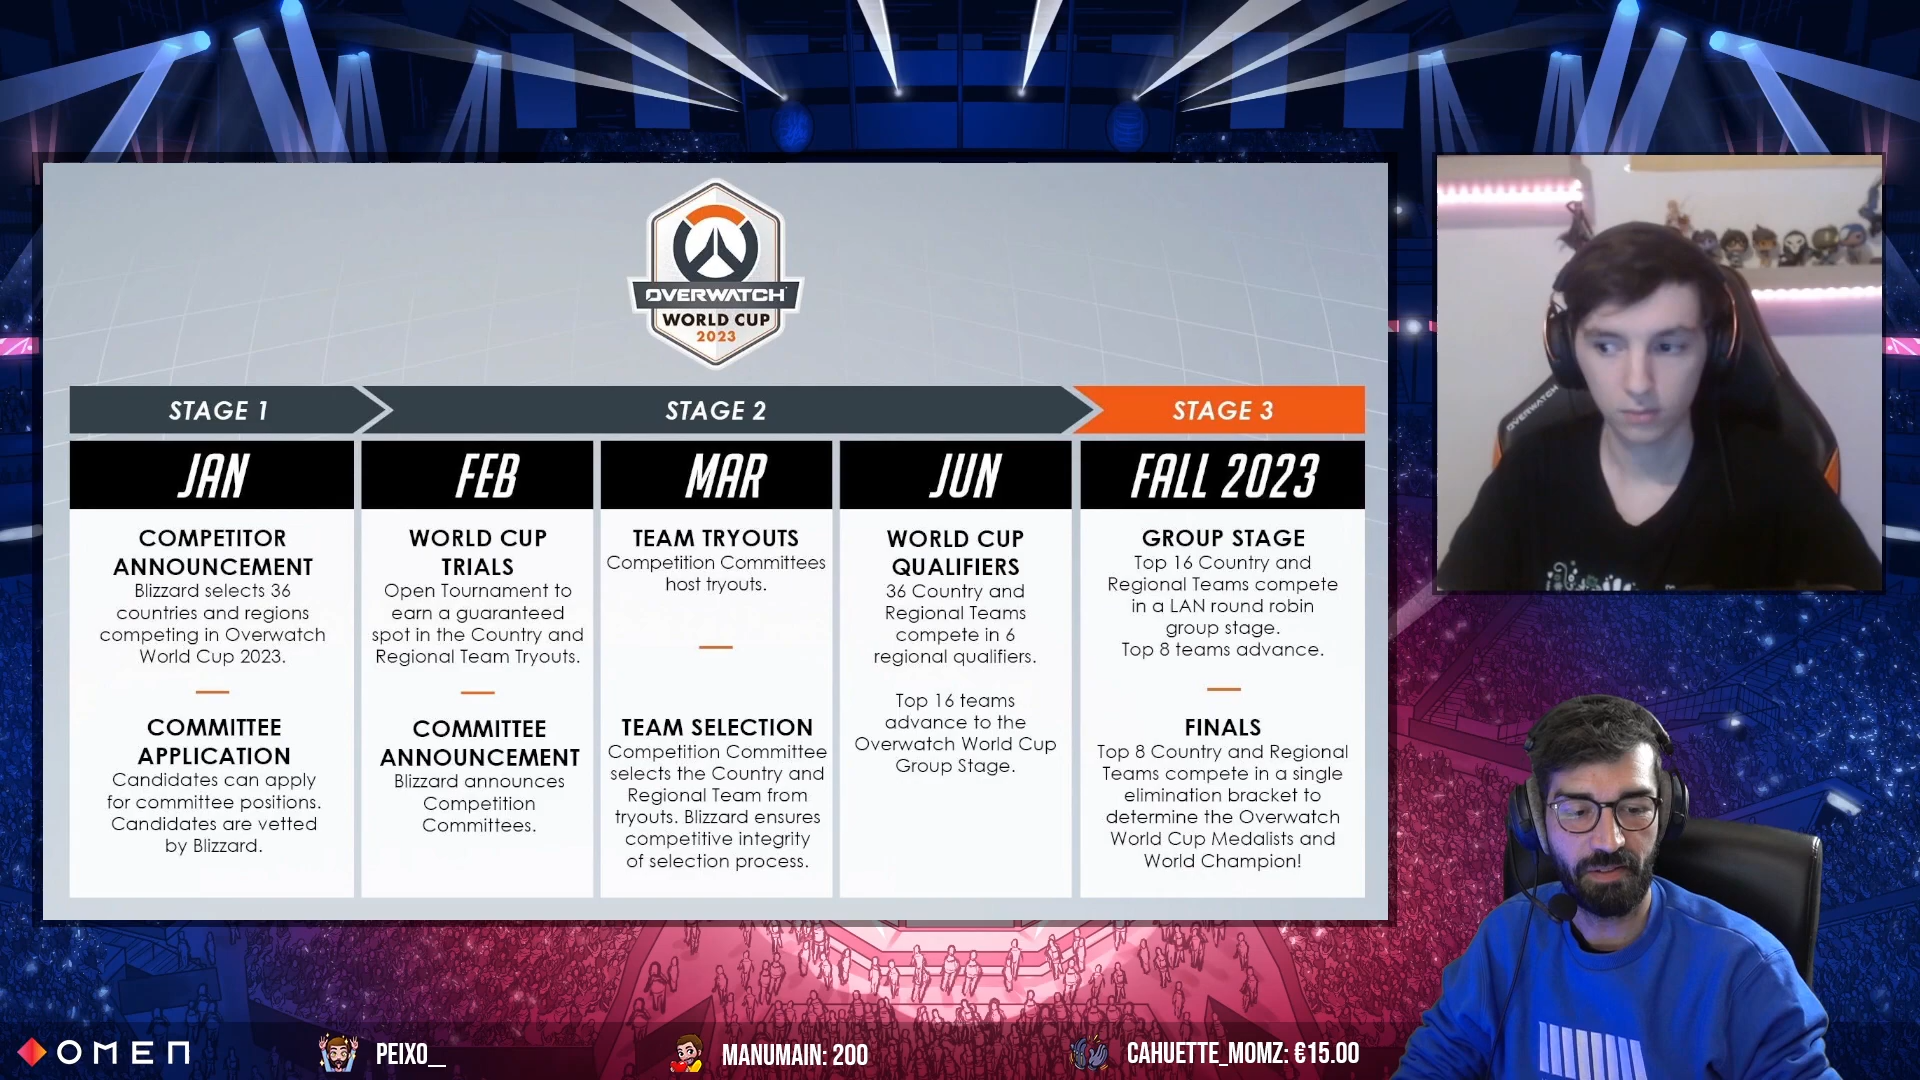 OVERWATCH
WORLD CUP
2023
STAGE 1
STAGE 2
STAGE 3
JAN
FEB
MAR
JUN
FALL 2023
COMPETITOR
ANNOUNCEMENT
Blizzard selects 36
countries and regions
competing in Overwatch
World Cup 2023.
COMMITTEE
APPLICATION
Candidates can apply
for committee positions.
Candidates are vetted
by Blizzard.
WORLD CUP
TRIALS
Open Tournament to
earn a guaranteed
spot in the Country and
Regional Team Tryouts.
COMMITTEE
ANNOUNCEMENT
Blizzard announces
Competition
Committees.
TEAM TRYOUTS
Competition Committees
host tryouts.
TEAM SELECTION
Competition Committee
selects the Country and
Regional Team from
tryouts. Blizzard ensures
competitive integrity
of selection process.
WORLD CUP
QUALIFIERS
36 Country and
Regional Teams
compete in 6
regional qualifiers.
Top 16 teams
advance to the
Overwatch World Cup
Group Stage.
GROUP STAGE
Top 16 Country and
Regional Teams compete
in a LAN round robin
group stage.
Top 8 teams advance.
FINALS
Top 8 Country and Regional
Teams compete in a single
elimination bracket to
determine the Overwatch
World Cup Medalists and
World Champion!
OVERWATCH
OMEN
PEIXO_
MANUMAIN: 200
CAHUETTE_MOMZ: €15.00